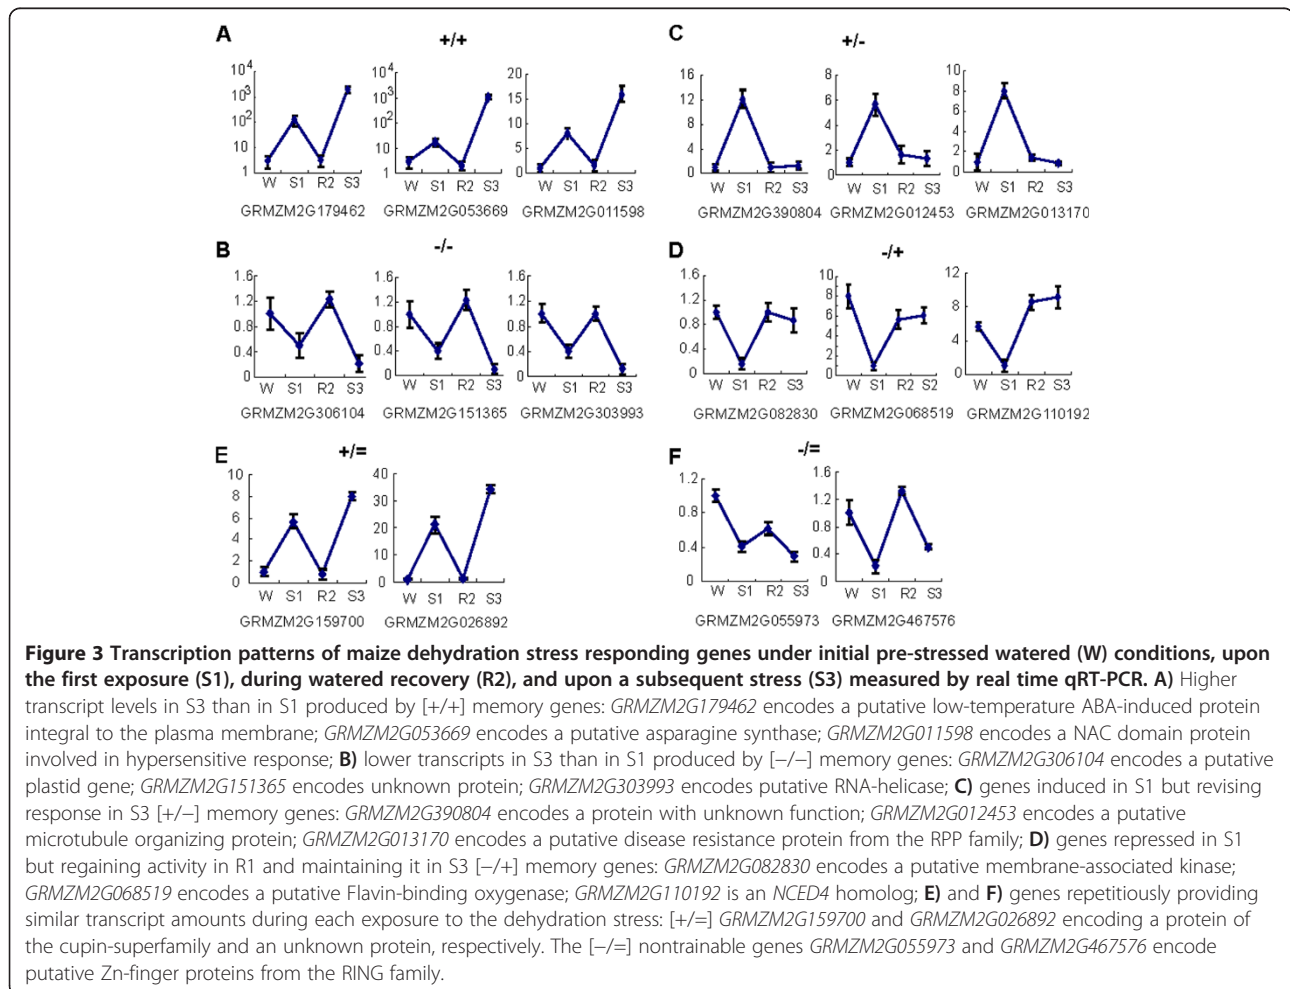 A
+/+
10⁴
10³
10²
10
1
W S1 R2 S3
GRMZM2G179462
10⁴
10³
10²
10
1
W S1 R2 S3
GRMZM2G053669
20
15
10
5
0
W S1 R2 S3
GRMZM2G011598
C
+/-
16
12
8
4
0
W S1 R2 S3
GRMZM2G390804
8
6
4
2
0
W S1 R2 S3
GRMZM2G012453
10
8
6
4
2
0
W S1 R2 S3
GRMZM2G013170
B
-/-
1.6
1.2
0.8
0.4
0
W S1 R2 S3
GRMZM2G306104
1.6
1.2
0.8
0.4
0
W S1 R2 S3
GRMZM2G151365
1.6
1.2
0.8
0.4
0
W S1 R2 S3
GRMZM2G303993
D
-/+
1.6
1.2
0.8
0.4
0
W S1 R2 S3
GRMZM2G082830
10
8
6
4
2
0
W S1 R2 S2
GRMZM2G068519
12
8
4
0
W S1 R2 S3
GRMZM2G110192
E
+/=
10
8
6
4
2
0
W S1 R2 S3
GRMZM2G159700
40
30
20
10
0
W S1 R2 S3
GRMZM2G026892
F
-/=
1.2
0.8
0.4
0
W S1 R2 S3
GRMZM2G055973
1.6
1.2
0.8
0.4
0
W S1 R2 S3
GRMZM2G467576
Figure 3 Transcription patterns of maize dehydration stress responding genes under initial pre-stressed watered (W) conditions, upon
the first exposure (S1), during watered recovery (R2), and upon a subsequent stress (S3) measured by real time qRT-PCR. A) Higher
transcript levels in S3 than in S1 produced by [+/+] memory genes: GRMZM2G179462 encodes a putative low-temperature ABA-induced protein
integral to the plasma membrane; GRMZM2G053669 encodes a putative asparagine synthase; GRMZM2G011598 encodes a NAC domain protein
involved in hypersensitive response; B) lower transcripts in S3 than in S1 produced by [−/−] memory genes: GRMZM2G306104 encodes a putative
plastid gene; GRMZM2G151365 encodes unknown protein; GRMZM2G303993 encodes putative RNA-helicase; C) genes induced in S1 but revising
response in S3 [+/−] memory genes: GRMZM2G390804 encodes a protein with unknown function; GRMZM2G012453 encodes a putative
microtubule organizing protein; GRMZM2G013170 encodes a putative disease resistance protein from the RPP family; D) genes repressed in S1
but regaining activity in R1 and maintaining it in S3 [−/+] memory genes: GRMZM2G082830 encodes a putative membrane-associated kinase;
GRMZM2G068519 encodes a putative Flavin-binding oxygenase; GRMZM2G110192 is an NCED4 homolog; E) and F) genes repetitiously providing
similar transcript amounts during each exposure to the dehydration stress: [+/=] GRMZM2G159700 and GRMZM2G026892 encoding a protein of
the cupin-superfamily and an unknown protein, respectively. The [−/=] nontrainable genes GRMZM2G055973 and GRMZM2G467576 encode
putative Zn-finger proteins from the RING family.